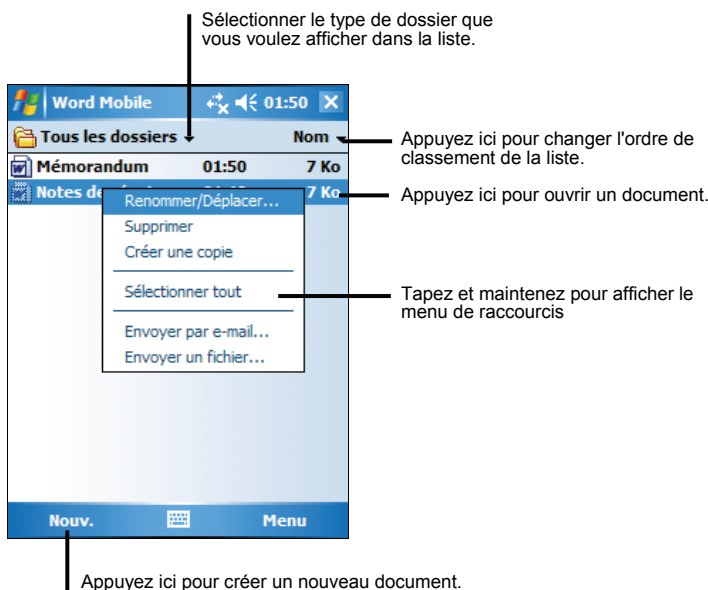 Sélectionner le type de dossier que
vous voulez afficher dans la liste.
Word Mobile 01:50
Tous les dossiers Nom
Appuyez ici pour changer l'ordre de
classement de la liste.
Mémorandum 01:50 7 Ko
Notes de 7 Ko
Appuyez ici pour ouvrir un document.
Renommer/Déplacer...
Supprimer
Créer une copie
Sélectionner tout
Tapez et maintenez pour afficher le
menu de raccourcis
Envoyer par e-mail...
Envoyer un fichier...
Nouv. Menu
Appuyez ici pour créer un nouveau document.